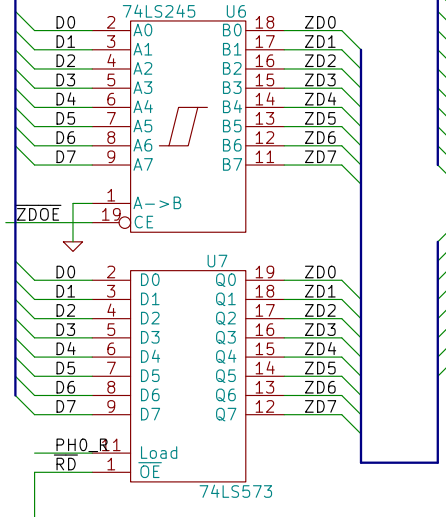 74LS245 U6
D0 2 A0 B0 18 ZD0
D1 3 A1 B1 17 ZD1
D2 4 A2 B2 16 ZD2
D3 5 A3 B3 15 ZD3
D4 6 A4 B4 14 ZD4
D5 7 A5 B5 13 ZD5
D6 8 A6 B6 12 ZD6
D7 9 A7 B7 11 ZD7
1 A->B
ZDOE 19 CE
U7
D0 2 D0 Q0 19 ZD0
D1 3 D1 Q1 18 ZD1
D2 4 D2 Q2 17 ZD2
D3 5 D3 Q3 16 ZD3
D4 6 D4 Q4 15 ZD4
D5 7 D5 Q5 14 ZD5
D6 8 D6 Q6 13 ZD6
D7 9 D7 Q7 12 ZD7
PH0_R 11 Load
RD 1 OE
74LS573